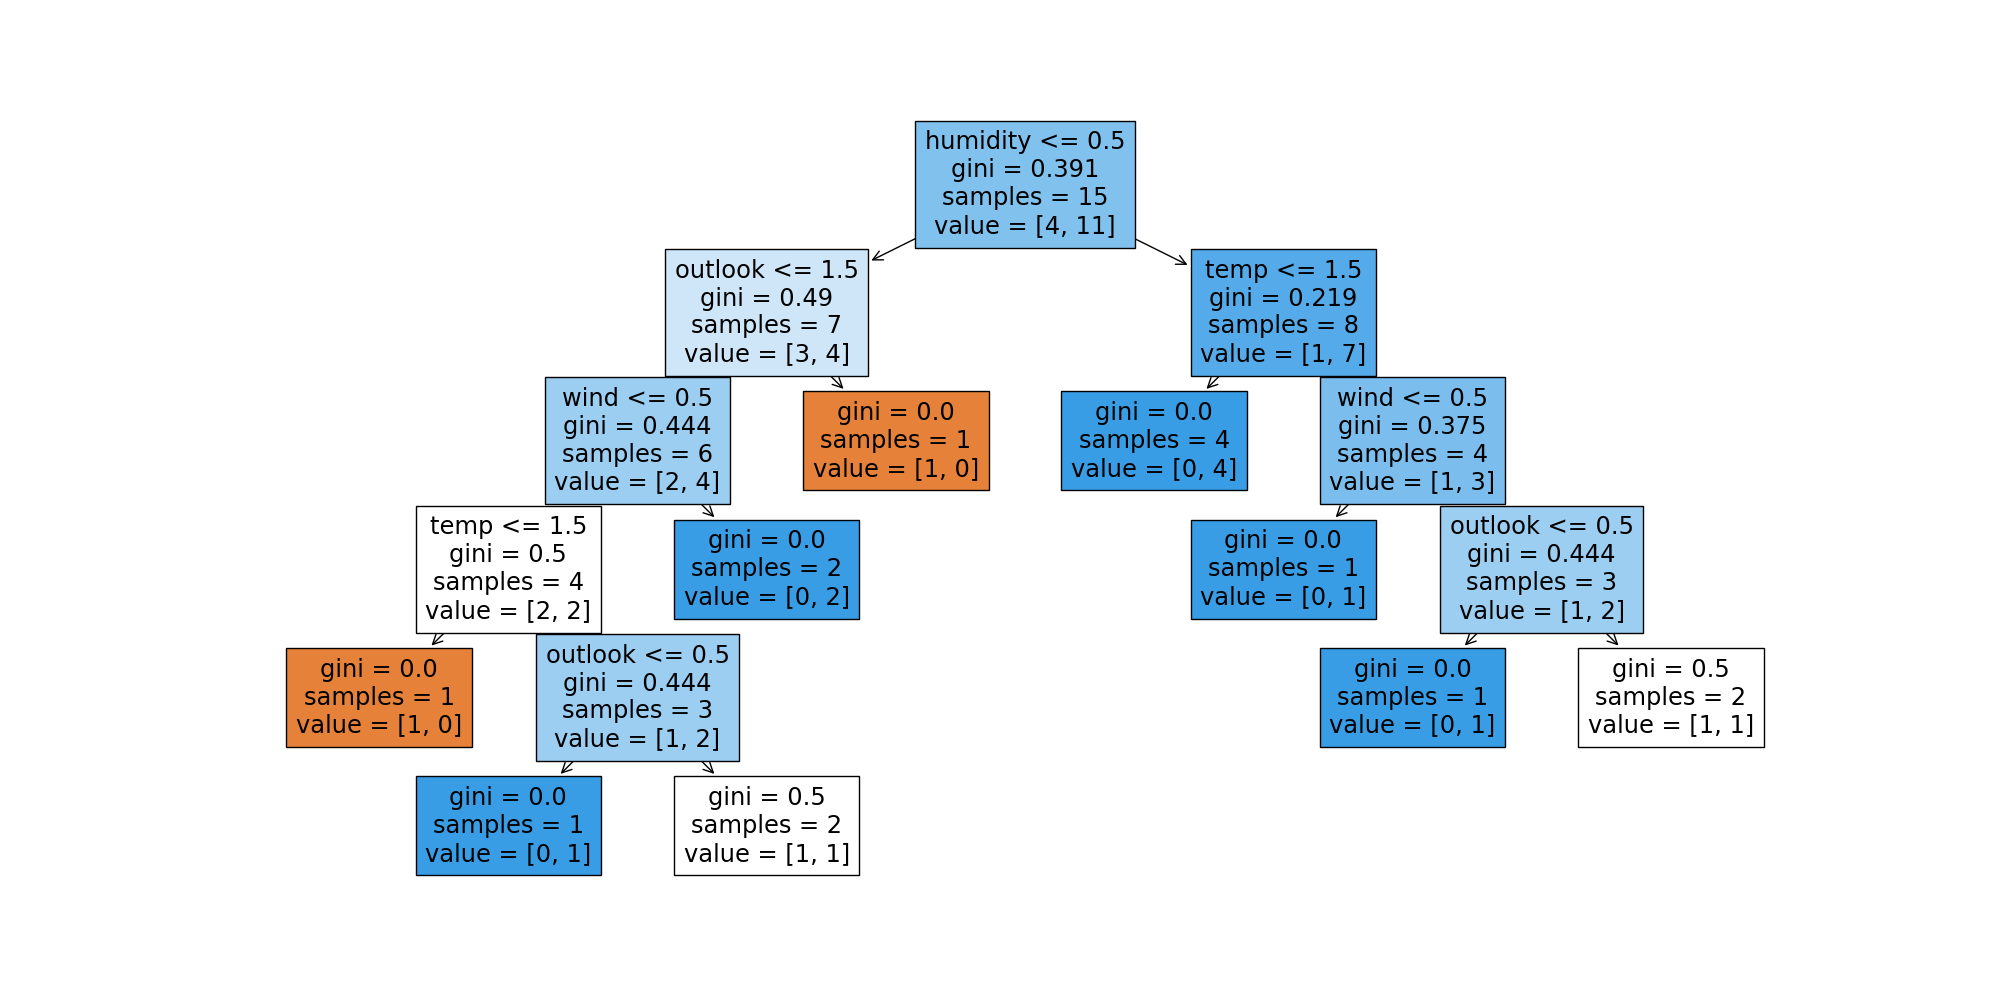 humidity <= 0.5
gini = 0.391
samples = 15
value = [4, 11]
outlook <= 1.5
gini = 0.49
samples = 7
value = [3, 4]
temp <= 1.5
gini = 0.219
samples = 8
value = [1, 7]
wind <= 0.5
gini = 0.444
samples = 6
value = [2, 4]
gini = 0.0
samples = 1
value = [1, 0]
gini = 0.0
samples = 4
value = [0, 4]
wind <= 0.5
gini = 0.375
samples = 4
value = [1, 3]
temp <= 1.5
gini = 0.5
samples = 4
value = [2, 2]
gini = 0.0
samples = 2
value = [0, 2]
gini = 0.0
samples = 1
value = [0, 1]
outlook <= 0.5
gini = 0.444
samples = 3
value = [1, 2]
gini = 0.0
samples = 1
value = [1, 0]
outlook <= 0.5
gini = 0.444
samples = 3
value = [1, 2]
gini = 0.0
samples = 1
value = [0, 1]
gini = 0.5
samples = 2
value = [1, 1]
gini = 0.0
samples = 1
value = [0, 1]
gini = 0.5
samples = 2
value = [1, 1]